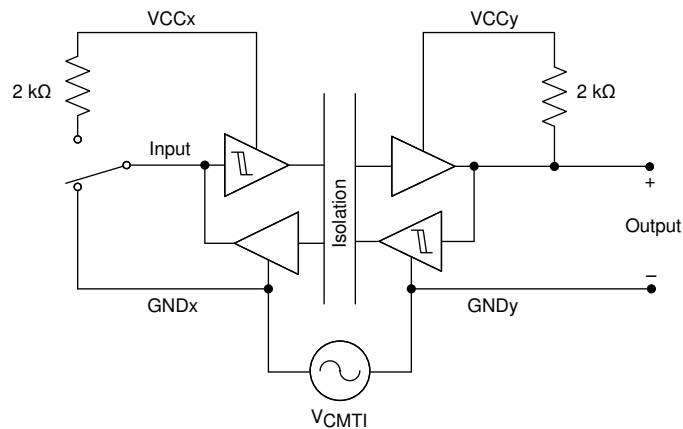 VCCx
VCCy
2 kΩ
2 kΩ
Input
Isolation
+
Output
–
GNDx
GNDy
VCMTI